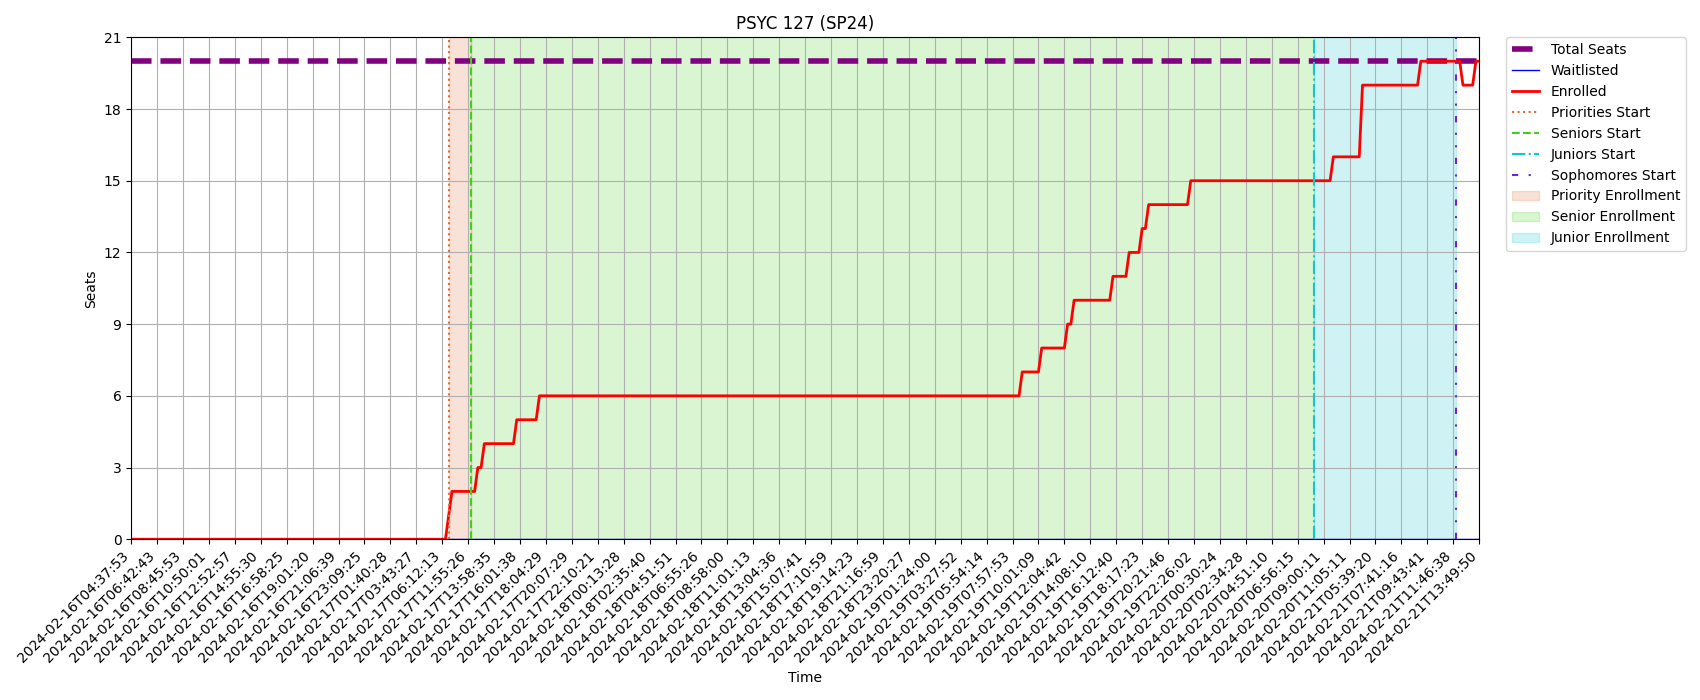 PSYC 127 (SP24)
21
18
15
12
9
6
3
0
Seats
2024-02-16T04:37:53
2024-02-16T06:42:43
2024-02-16T08:45:53
2024-02-16T10:50:01
2024-02-16T12:52:57
2024-02-16T14:55:30
2024-02-16T16:58:25
2024-02-16T19:01:20
2024-02-16T21:06:39
2024-02-16T23:09:25
2024-02-17T01:40:28
2024-02-17T03:43:27
2024-02-17T10:12:13
2024-02-17T11:55:26
2024-02-17T13:58:35
2024-02-17T16:01:38
2024-02-17T18:04:29
2024-02-17T20:07:29
2024-02-17T22:10:21
2024-02-18T00:13:28
2024-02-18T02:35:40
2024-02-18T04:51:51
2024-02-18T06:55:26
2024-02-18T08:58:00
2024-02-18T11:01:13
2024-02-18T13:04:36
2024-02-18T15:07:41
2024-02-18T17:10:59
2024-02-18T19:14:23
2024-02-18T21:16:59
2024-02-18T23:20:27
2024-02-19T01:24:00
2024-02-19T03:27:52
2024-02-19T05:54:14
2024-02-19T07:57:53
2024-02-19T10:01:09
2024-02-19T12:04:42
2024-02-19T14:08:10
2024-02-19T16:12:40
2024-02-19T18:17:23
2024-02-19T20:21:46
2024-02-19T22:26:02
2024-02-20T00:30:24
2024-02-20T02:34:28
2024-02-20T04:51:10
2024-02-20T06:56:15
2024-02-20T09:00:11
2024-02-20T11:05:11
2024-02-21T05:39:20
2024-02-21T07:41:16
2024-02-21T09:43:41
2024-02-21T11:46:38
2024-02-21T13:49:50
Time
Total Seats
Waitlisted
Enrolled
Priorities Start
Seniors Start
Juniors Start
Sophomores Start
Priority Enrollment
Senior Enrollment
Junior Enrollment